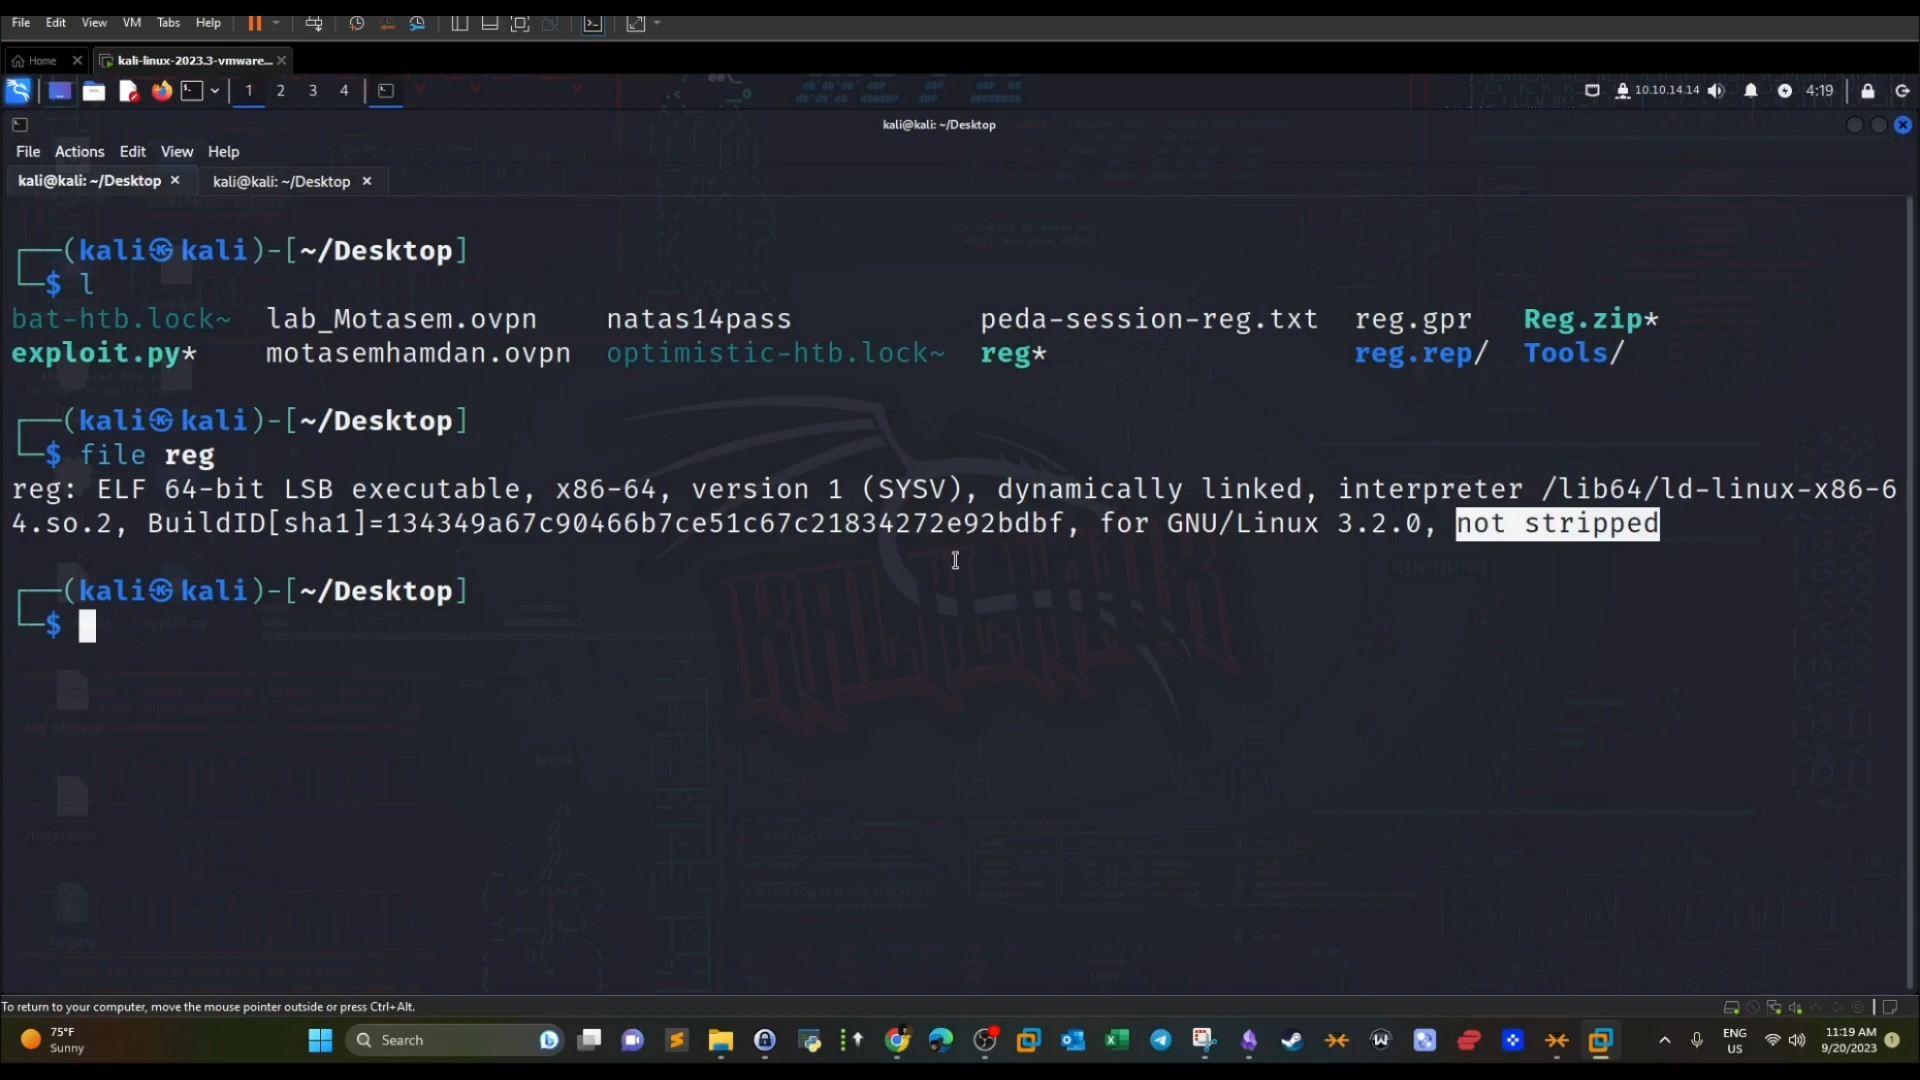 File Edit View VM Tabs Help
Home × kali-linux-2023.3-vmware... ×
1 2 3 4 10.10.14.14 4:19
kali@kali: ~/Desktop
File Actions Edit View Help
kali@kali: ~/Desktop × kali@kali: ~/Desktop ×
┌──(kali㉿kali)-[~/Desktop]
└─$ l
bat-htb.lock~ lab_Motasem.ovpn natas14pass peda-session-reg.txt reg.gpr Reg.zip*
exploit.py* motasemhamdan.ovpn optimistic-htb.lock~ reg* reg.rep/ Tools/
┌──(kali㉿kali)-[~/Desktop]
└─$ file reg
reg: ELF 64-bit LSB executable, x86-64, version 1 (SYSV), dynamically linked, interpreter /lib64/ld-linux-x86-6
4.so.2, BuildID[sha1]=134349a67c90466b7ce51c67c21834272e92bdbf, for GNU/Linux 3.2.0, not stripped
┌──(kali㉿kali)-[~/Desktop]
└─$
To return to your computer, move the mouse pointer outside or press Ctrl+Alt.
75°F
Sunny
Search
ENG
US
11:19 AM
9/20/2023
1